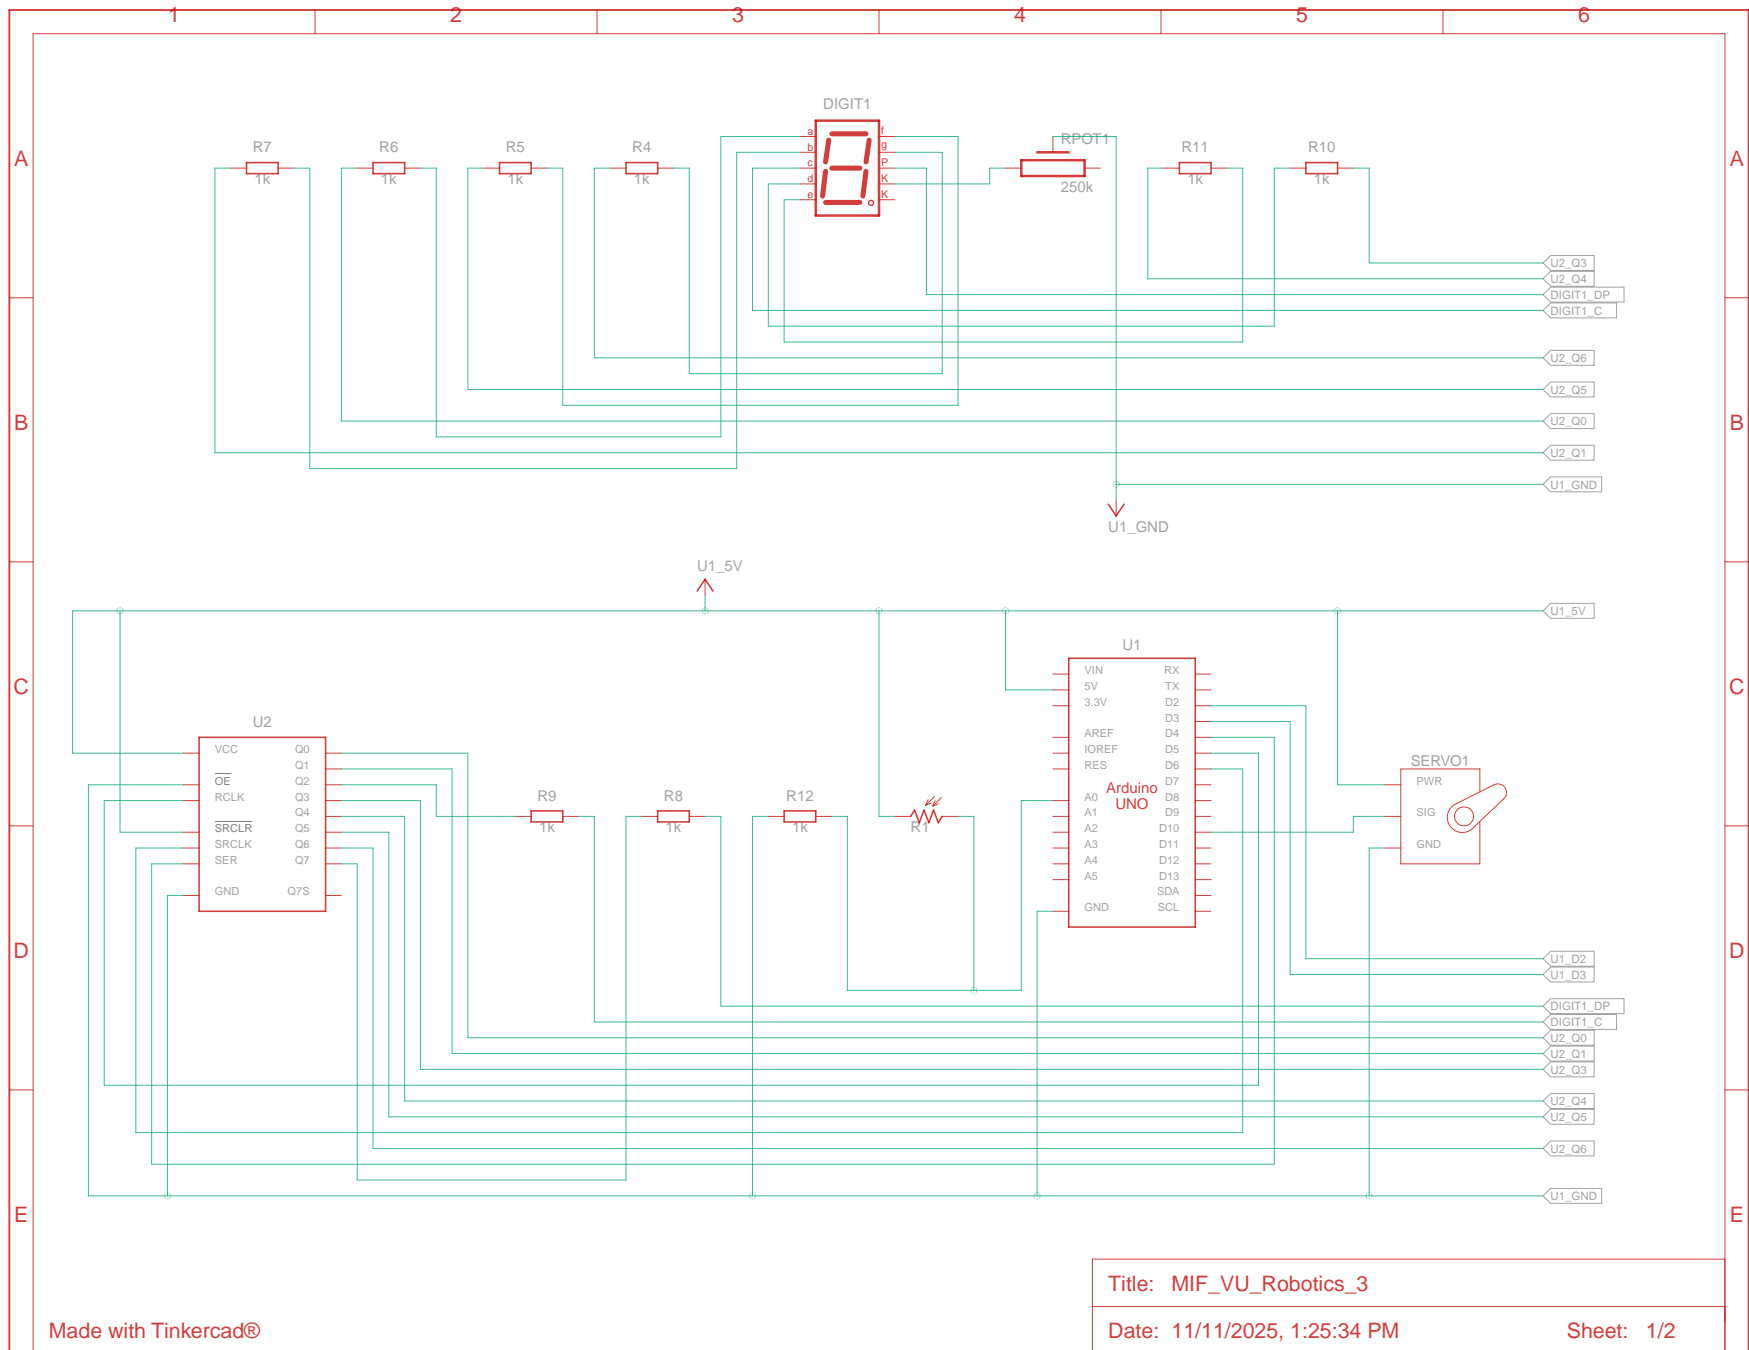 1 2 3 4 5 6
DIGIT1
A R7 R6 R5 R4 a f RPOT1 R11 R10 A
b g
c P
1k 1k 1k 1k d K 250k 1k 1k
e K
U2_Q3
U2_Q4
DIGIT1_DP
DIGIT1_C
U2_Q6
U2_Q5
B U2_Q0 B
U2_Q1
U1_GND
U1_GND
U1_5V
U1_5V
U1
C C
VIN RX
5V TX
3.3V D2
D3
AREF D4
IOREF D5
RES D6
D7
A0 D8
A1 D9
A2 D10
A3 D11
A4 D12
A5 D13
SDA
GND SCL
Arduino
UNO
U2
VCC Q0
Q1
OE Q2
RCLK Q3
Q4
SRCLR Q5
SRCLK Q6
SER Q7
GND Q7S
R9 R8 R12
1k 1k 1k R1
SERVO1
PWR
SIG
GND
D D
U1_D2
U1_D3
DIGIT1_DP
DIGIT1_C
U2_Q0
U2_Q1
U2_Q3
U2_Q4
U2_Q5
U2_Q6
U1_GND
E E
Title: MIF_VU_Robotics_3
Made with Tinkercad®
Date: 11/11/2025, 1:25:34 PM Sheet: 1/2